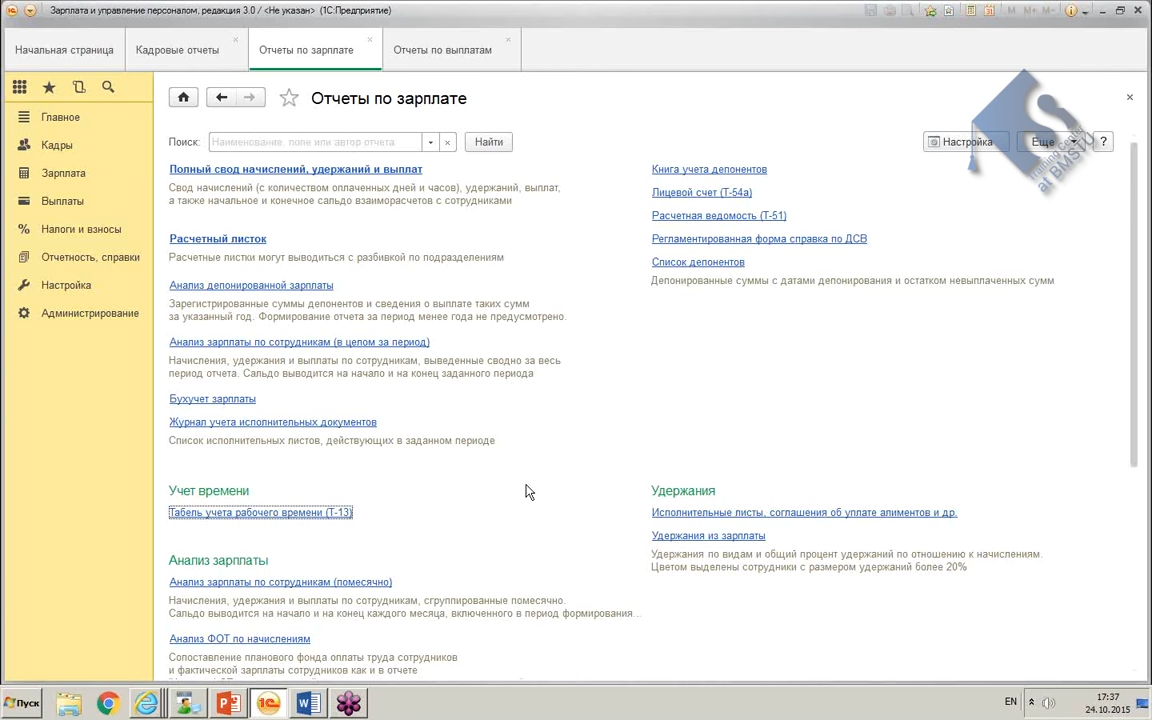 Зарплата и управление персоналом, редакция 3.0 / <Не указан> (1С:Предприятие)
M M+ M-
Начальная страница
Кадровые отчеты
Отчеты по зарплате
Отчеты по выплатам
Главное
Кадры
Зарплата
Выплаты
Налоги и взносы
Отчетность, справки
Настройка
Администрирование
Отчеты по зарплате
Поиск:
Наименование, поле или автор отчета
Найти
Настройка
Еще
?
Training Center
at BMSTU
Полный свод начислений, удержаний и выплат
Свод начислений (с количеством оплаченных дней и часов), удержаний, выплат,
а также начальное и конечное сальдо взаиморасчетов с сотрудниками
Расчетный листок
Расчетные листки могут выводиться с разбивкой по подразделениям
Анализ депонированной зарплаты
Зарегистрированные суммы депонентов и сведения о выплате таких сумм
за указанный год. Формирование отчета за период менее года не предусмотрено.
Анализ зарплаты по сотрудникам (в целом за период)
Начисления, удержания и выплаты по сотрудникам, выведенные сводно за весь
период отчета. Сальдо выводится на начало и на конец заданного периода
Бухучет зарплаты
Журнал учета исполнительных документов
Список исполнительных листов, действующих в заданном периоде
Книга учета депонентов
Лицевой счет (Т-54а)
Расчетная ведомость (Т-51)
Регламентированная форма справка по ДСВ
Список депонентов
Депонированные суммы с датами депонирования и остатком невыплаченных сумм
Учет времени
Табель учета рабочего времени (Т-13)
Удержания
Исполнительные листы, соглашения об уплате алиментов и др.
Удержания из зарплаты
Удержания по видам и общий процент удержаний по отношению к начислениям.
Цветом выделены сотрудники с размером удержаний более 20%
Анализ зарплаты
Анализ зарплаты по сотрудникам (помесячно)
Начисления, удержания и выплаты по сотрудникам, сгруппированные помесячно.
Сальдо выводится на начало и на конец каждого месяца, включенного в период формирования...
Анализ ФОТ по начислениям
Сопоставление планового фонда оплаты труда сотрудников
и фактической зарплаты сотрудников как и в отчете
Пуск
EN
17:37
24.10.2015